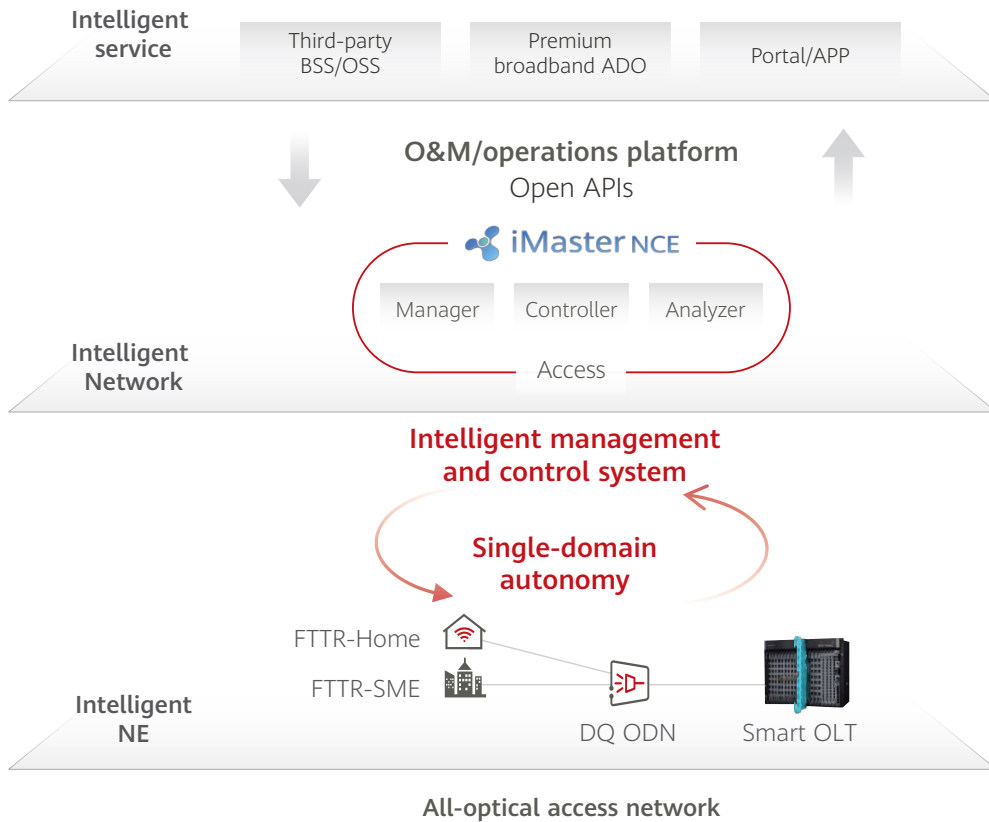 Intelligent
service
Third-party
BSS/OSS
Premium
broadband ADO
Portal/APP
O&M/operations platform
Open APIs
iMaster NCE
Manager
Controller
Analyzer
Access
Intelligent
Network
Intelligent management
and control system
Single-domain
autonomy
FTTR-Home
FTTR-SME
Intelligent
NE
DQ ODN
Smart OLT
All-optical access network